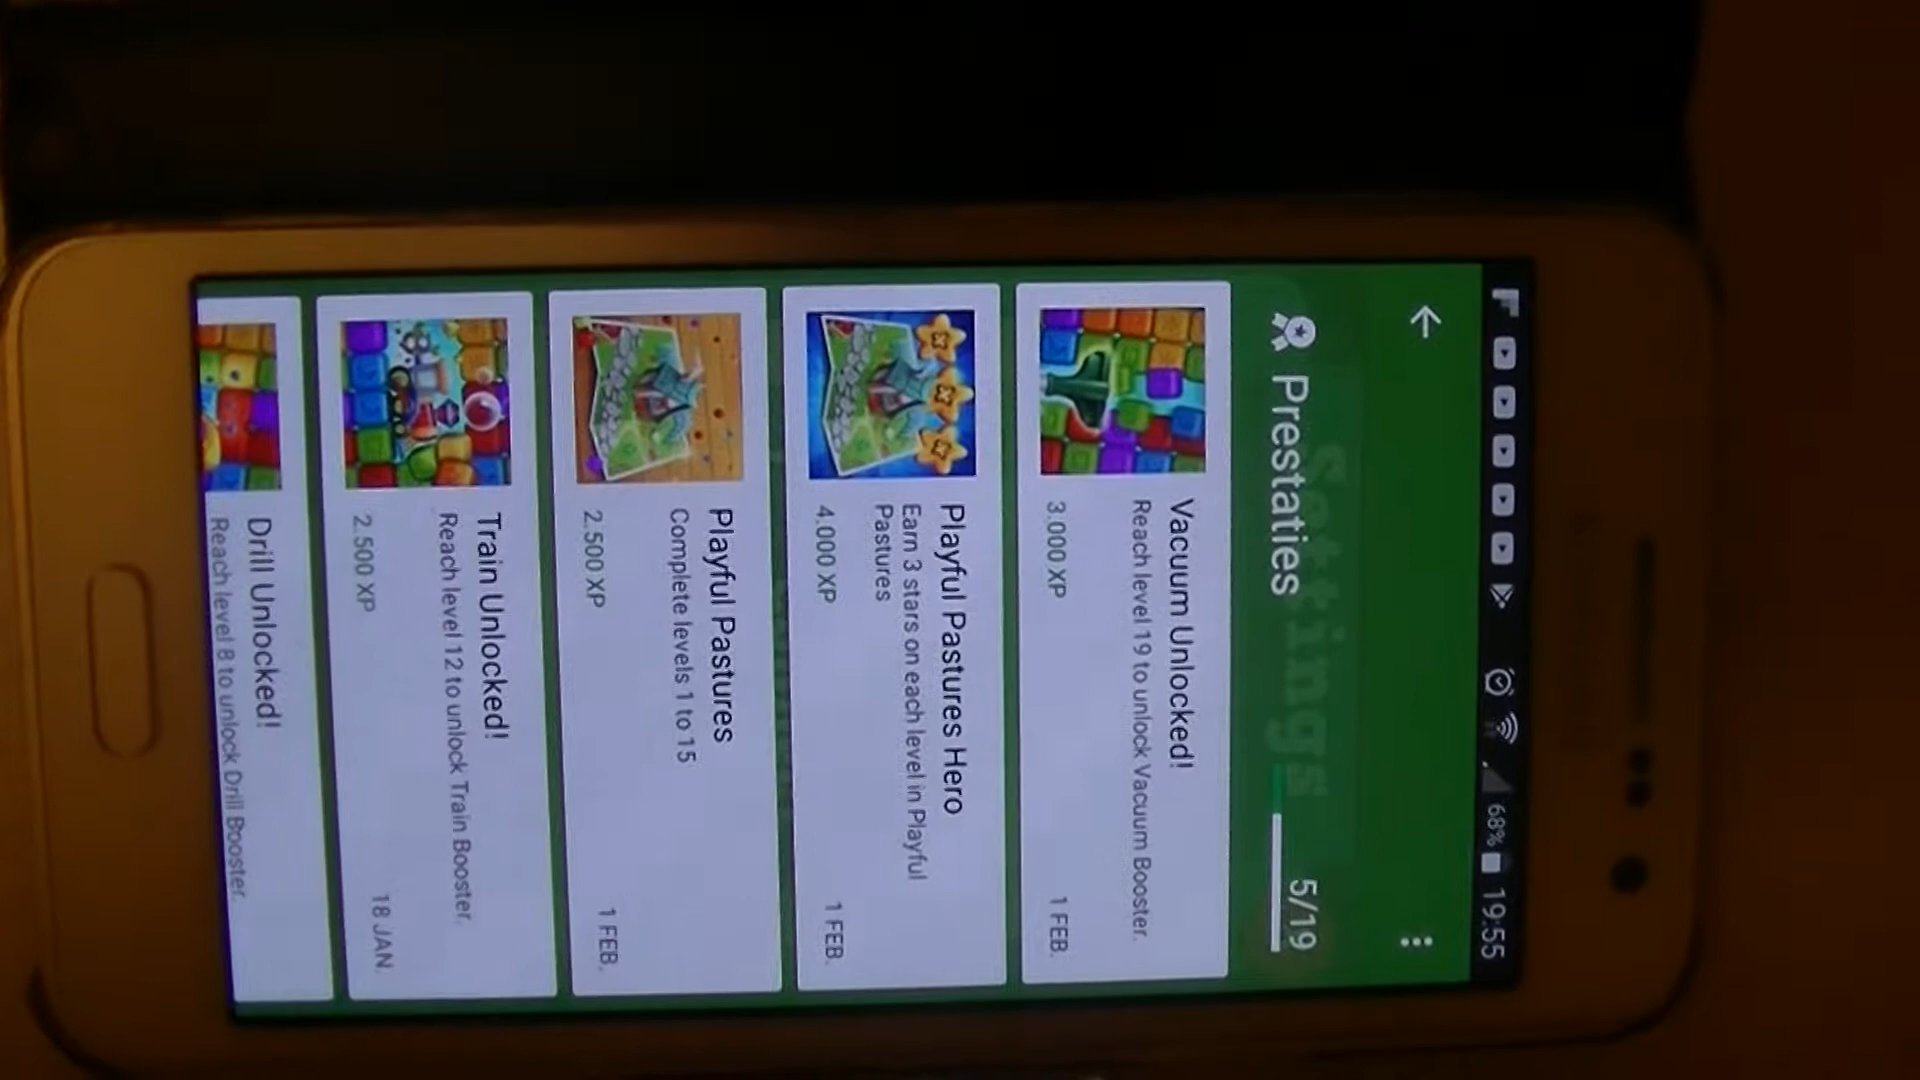 68% 19:55
Prestaties
5/19
Settings
Vacuum Unlocked!
Reach level 19 to unlock Vacuum Booster.
3.000 XP
1 FEB.
Playful Pastures Hero
Earn 3 stars on each level in Playful
Pastures
4.000 XP
1 FEB.
Playful Pastures
Complete levels 1 to 15
2.500 XP
1 FEB.
Train Unlocked!
Reach level 12 to unlock Train Booster.
2.500 XP
18 JAN.
Drill Unlocked!
Reach level 8 to unlock Drill Booster.